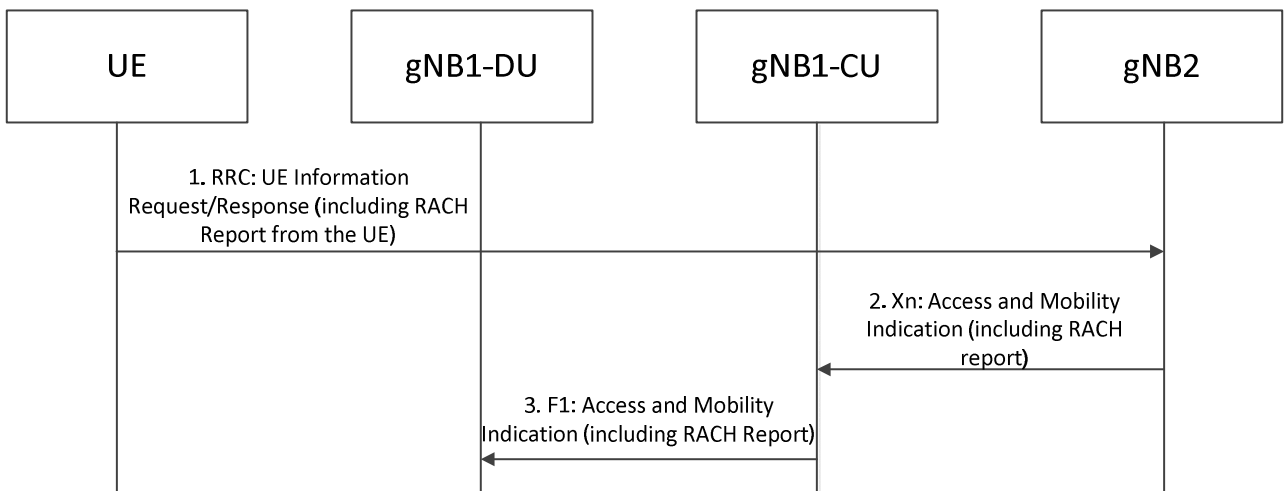 UE
gNB1-DU
gNB1-CU
gNB2
1. RRC: UE Information
Request/Response (including RACH
Report from the UE)
2. Xn: Access and Mobility
Indication (including RACH
report)
3. F1: Access and Mobility
Indication (including RACH Report)